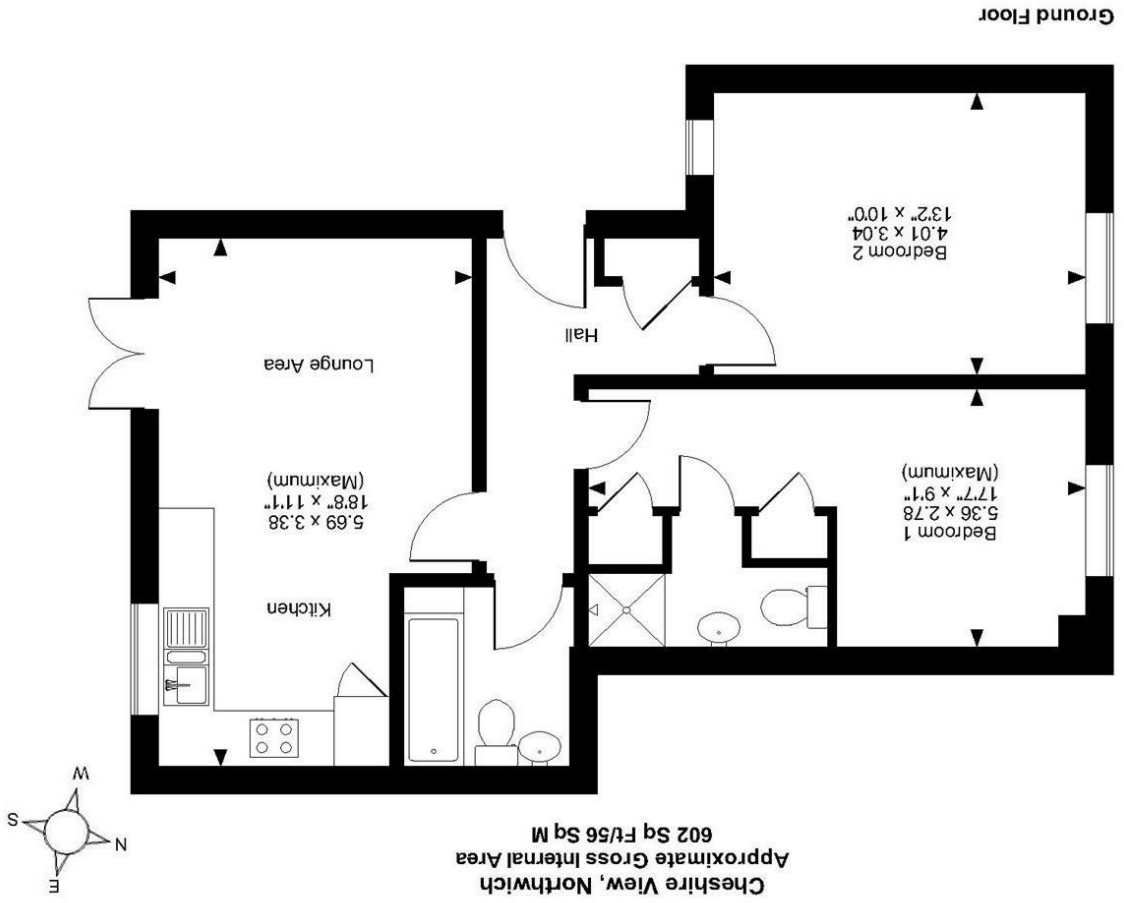 Cheshire View, Northwich
Approximate Gross Internal Area
602 Sq Ft/56 Sq M
E
N
S
W
Kitchen
5.69 x 3.38
18'8" x 11'1"
(Maximum)
Lounge Area
Bedroom 1
5.36 x 2.78
17'7" x 9'1"
(Maximum)
Hall
Bedroom 2
4.01 x 3.04
13'2" x 10'0"
Ground Floor